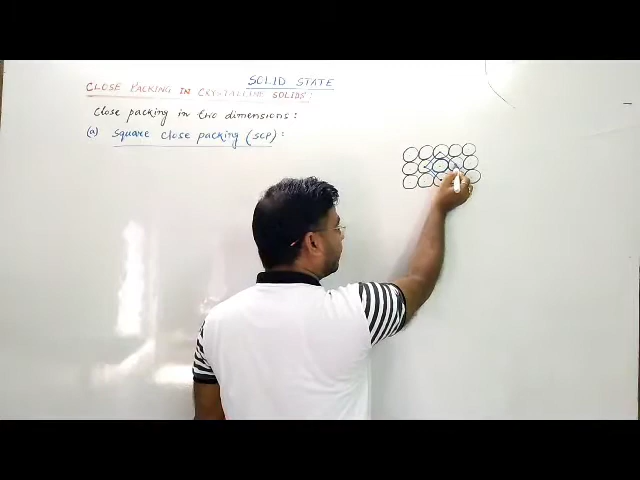 SOLID STATE
CLOSE PACKING IN CRYSTALLINE SOLIDS:
Close packing in two dimensions:
(a) Square close packing (SCP):